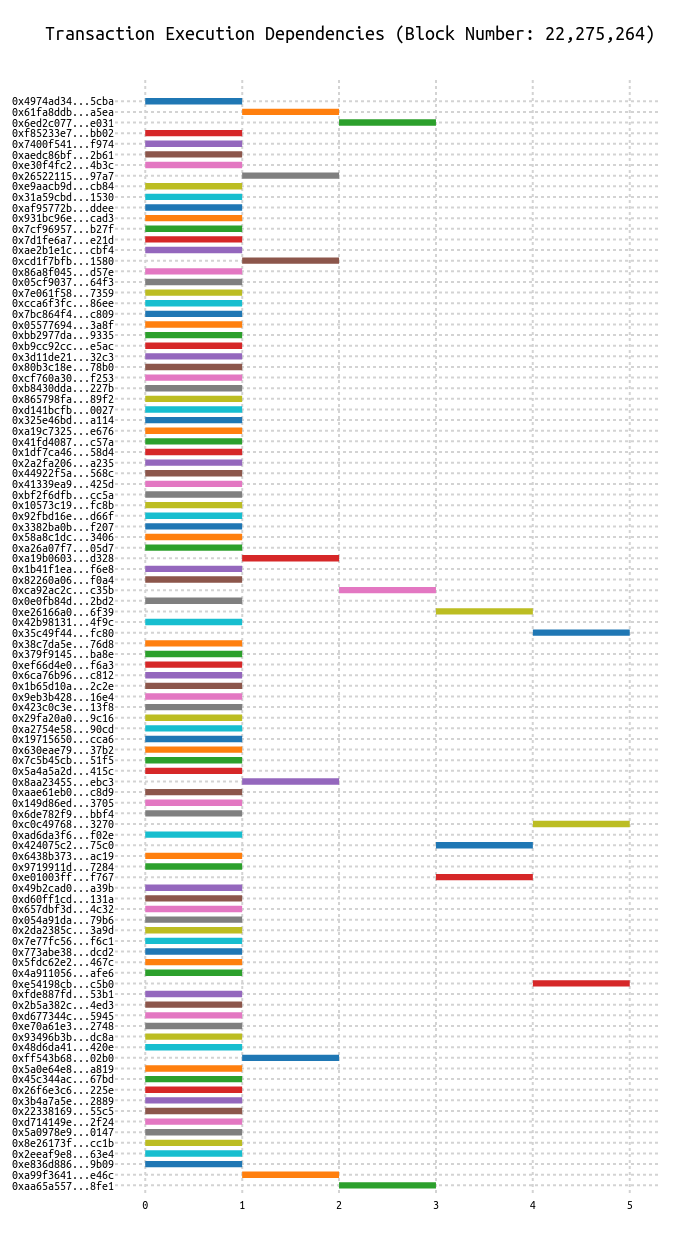 Transaction Execution Dependencies (Block Number: 22,275,264)
0x4974ad34...5cba
0x61fa8ddb...a5ea
0x6ed2c077...e031
0xf85233e7...bb02
0x7400f541...f974
0xaedc86bf...2b61
0xe30f4fc2...4b3c
0x26522115...97a7
0xe9aacb9d...cb84
0x31a59cbd...1530
0xaf95772b...ddee
0x931bc96e...cad3
0x7cf96957...b27f
0x7d1fe6a7...e21d
0xae2b1e1c...cbf4
0xcd1f7bfb...1580
0x86a8f045...d57e
0x05cf9037...64f3
0x7e061f58...7359
0xcca6f3fc...86ee
0x7bc864f4...c809
0x05577694...3a8f
0xbb2977da...9335
0xb9cc92cc...e5ac
0x3d11de21...32c3
0x80b3c18e...78b0
0xcf760a30...f253
0xb8430dda...227b
0x865798fa...89f2
0xd141bcfb...0027
0x325e46bd...a114
0xa19c7325...e676
0x41fd4087...c57a
0x1df7ca46...58d4
0x2a2fa206...a235
0x44922f5a...568c
0x41339ea9...425d
0xbf2f6dfb...cc5a
0x10573c19...fc8b
0x92fbd16e...d66f
0x3382ba0b...f207
0x58a8c1dc...3406
0xa26a07f7...05d7
0xa19b0603...d328
0x1b41f1ea...f6e8
0x82260a06...f0a4
0xca92ac2c...c35b
0x0e0fb84d...2bd2
0xe26166a0...6f39
0x42b98131...4f9c
0x35c49f44...fc80
0x38c7da5e...76d8
0x379f9145...ba8e
0xef66d4e0...f6a3
0x6ca76b96...c812
0x1b65d10a...2c2e
0x9eb3b428...16e4
0x423c0c3e...13f8
0x29fa20a0...9c16
0xa2754e58...90cd
0x19715650...cca6
0x630eae79...37b2
0x7c5b45cb...51f5
0x5a4a5a2d...415c
0x8aa23455...ebc3
0xaae61eb0...c8d9
0x149d86ed...3705
0x6de782f9...bbf4
0xc0c49768...3270
0xad6da3f6...f02e
0x424075c2...75c0
0x6438b373...ac19
0x9719911d...7284
0xe01003ff...f767
0x49b2cad0...a39b
0xd60ff1cd...131a
0x657dbf3d...4c32
0x054a91da...79b6
0x2da2385c...3a9d
0x7e77fc56...f6c1
0x773abe38...dcd2
0x5fdc62e2...467c
0x4a911056...afe6
0xe54198cb...c5b0
0xfde887fd...53b1
0x2b5a382c...4ed3
0xd677344c...5945
0xe70a61e3...2748
0x93496b3b...dc8a
0x48d6da41...420e
0xff543b68...02b0
0x5a0e64e8...a819
0x45c344ac...67bd
0x26f6e3c6...225e
0x3b4a7a5e...2889
0x22338169...55c5
0xd714149e...2f24
0x5a0978e9...0147
0x8e26173f...cc1b
0x2eeaf9e8...63e4
0xe836d886...9b09
0xa99f3641...e46c
0xaa65a557...8fe1
0 1 2 3 4 5